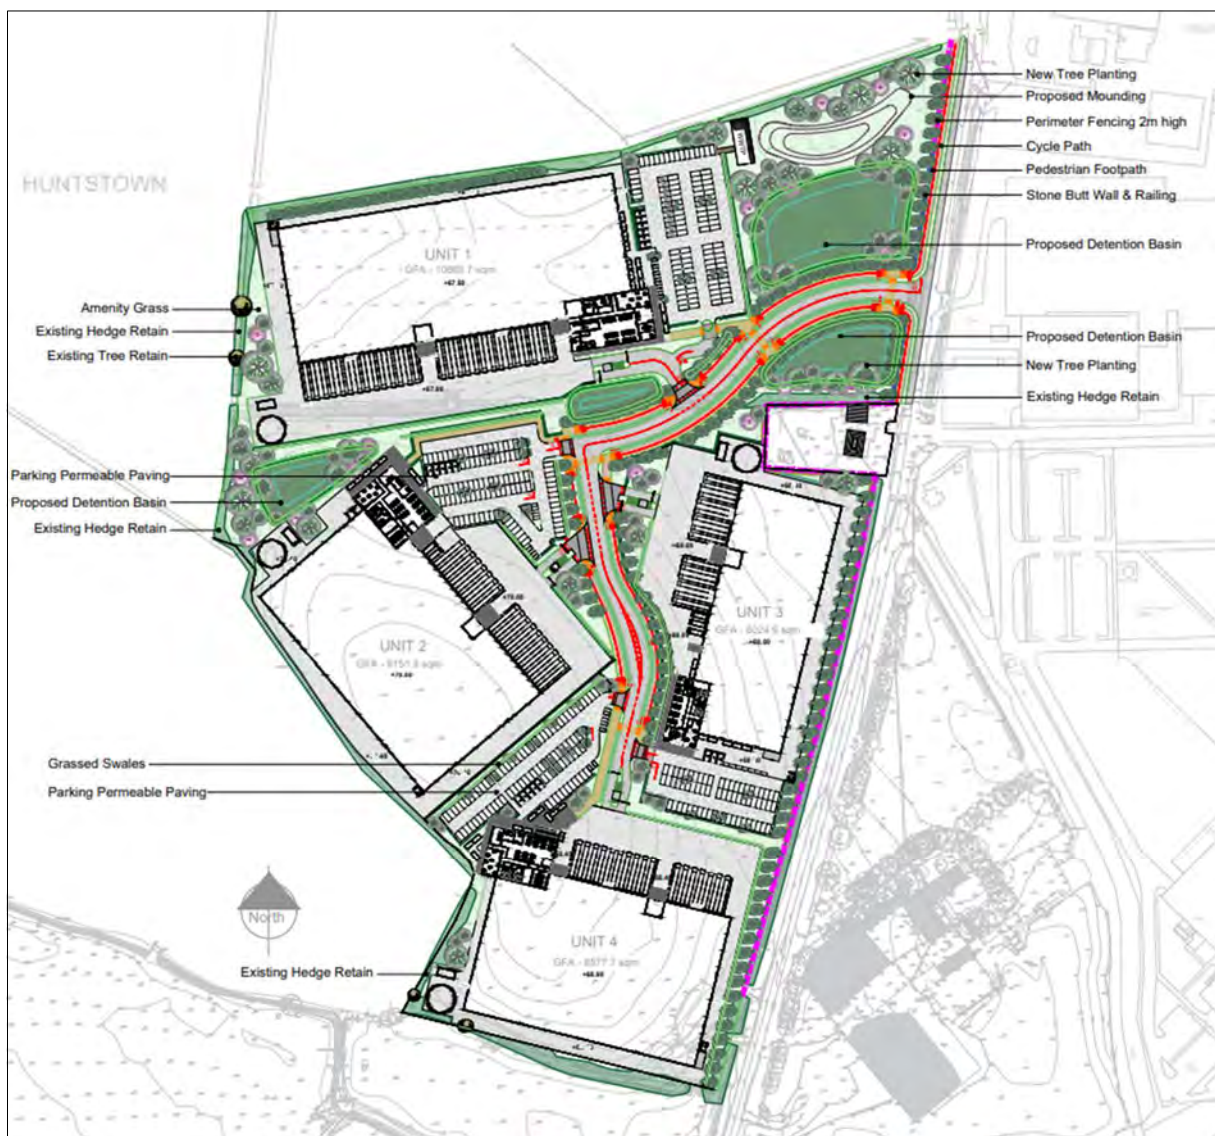 New Tree Planting
Proposed Mounding
Perimeter Fencing 2m high
Cycle Path
Pedestrian Footpath
Stone Butt Wall & Railing
HUNTSTOWN
Proposed Detention Basin
UNIT 1
+67.50
Amenity Grass
Existing Hedge Retain
Existing Tree Retain
Proposed Detention Basin
New Tree Planting
Existing Hedge Retain
Parking Permeable Paving
Proposed Detention Basin
Existing Hedge Retain
UNIT 3
UNIT 2
Grassed Swales
Parking Permeable Paving
North
UNIT 4
Existing Hedge Retain